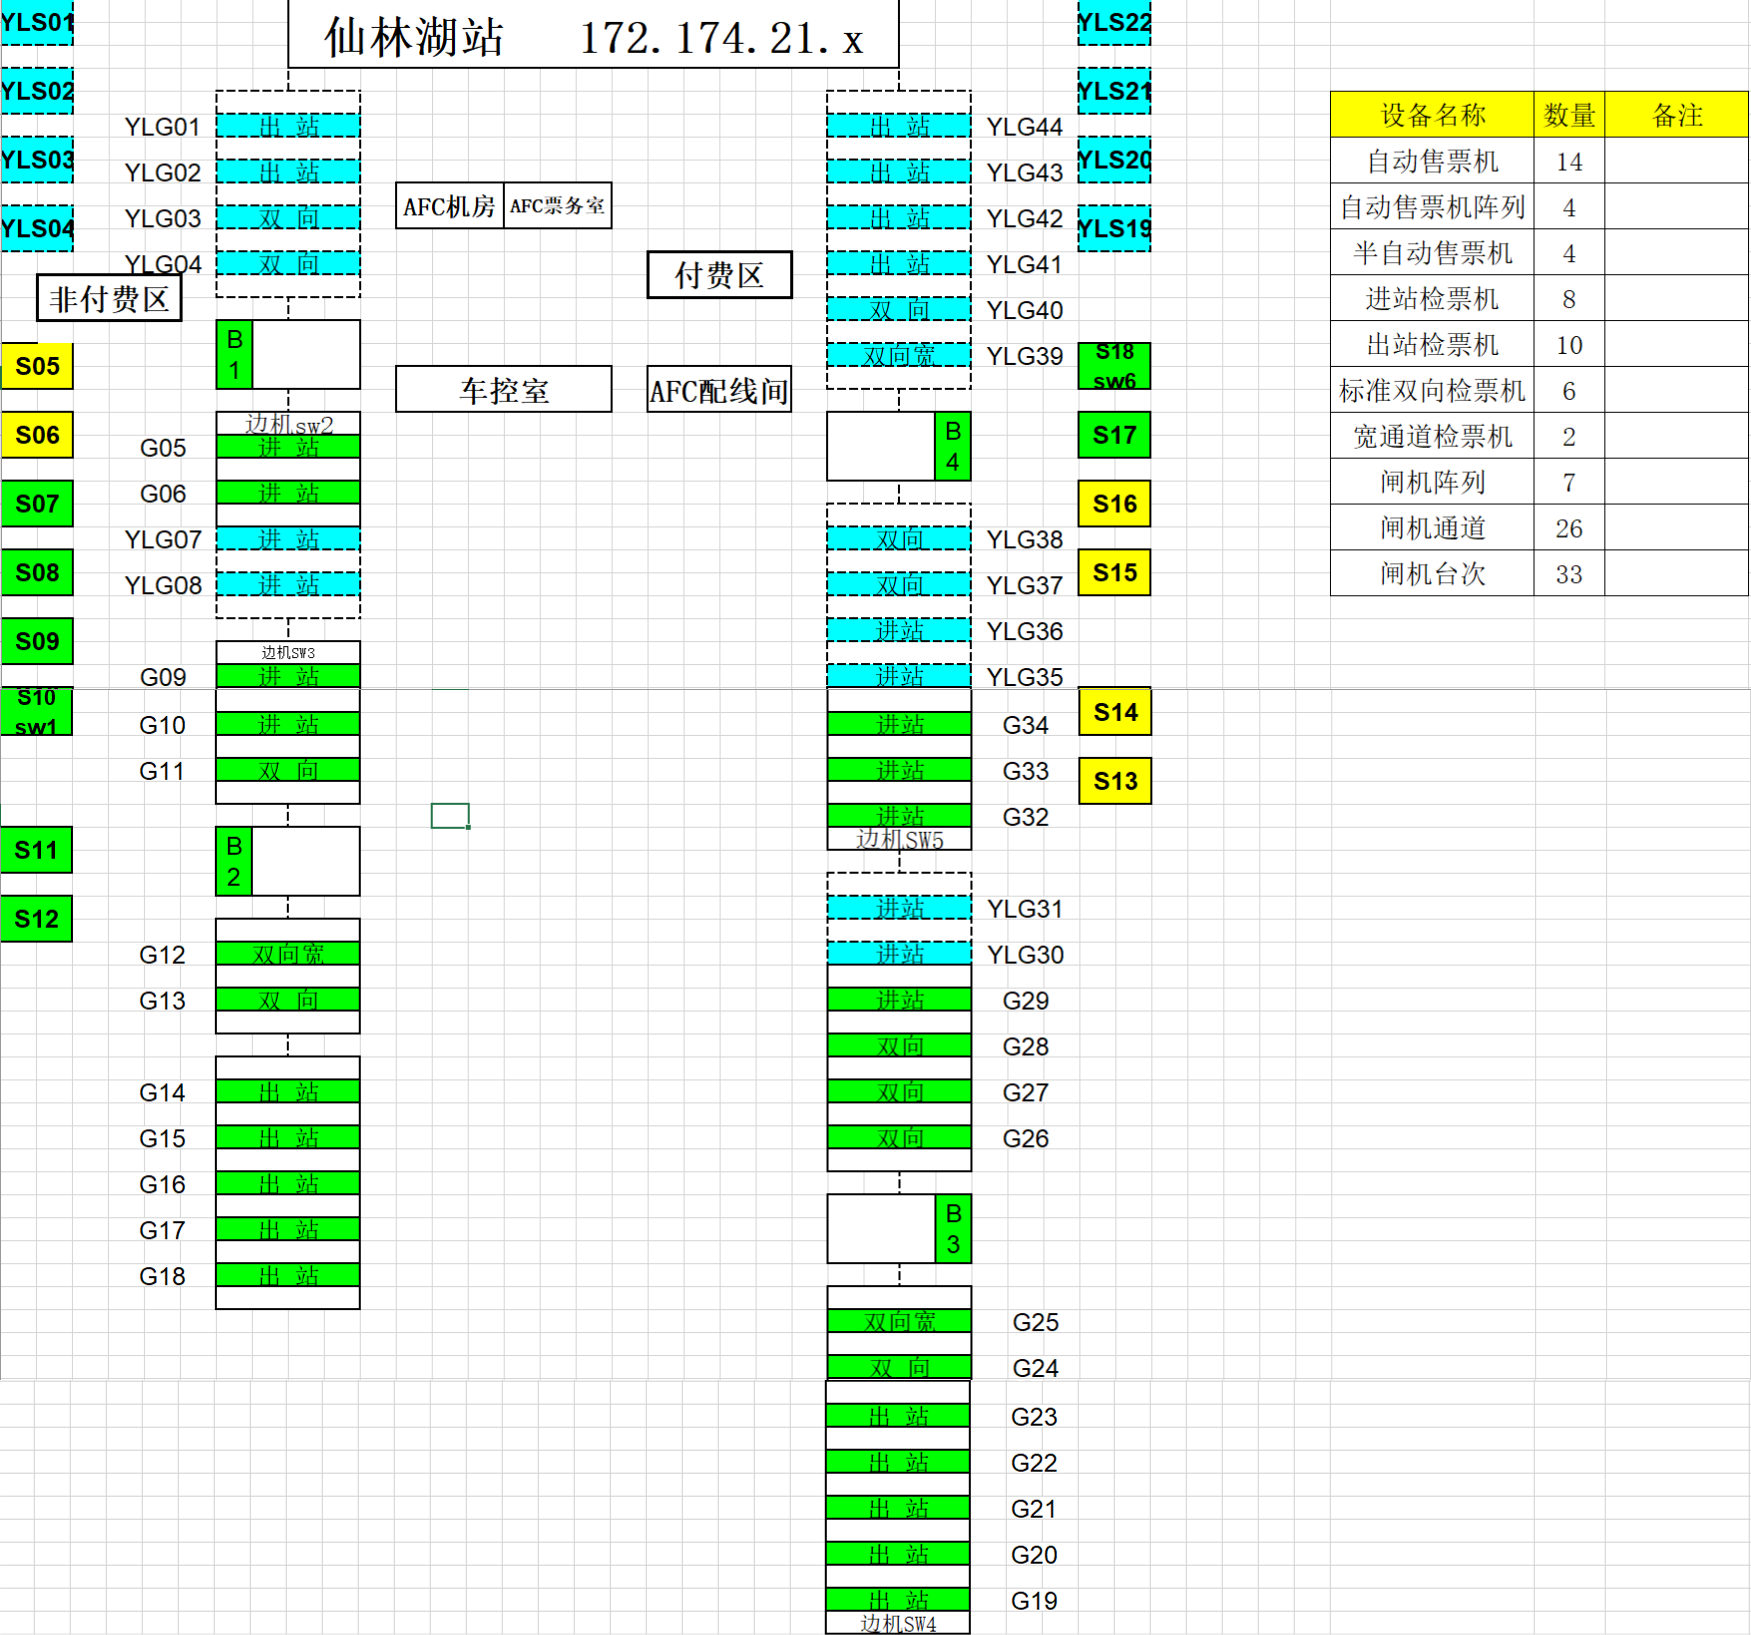 仙林湖站 172.174.21.x
YLS01
YLS02
YLS03
YLS04
非付费区
S05
S06
S07
S08
S09
S10
sw1
S11
S12
YLG01 出 站
YLG02 出 站
YLG03 双 向
YLG04 双 向
B
1
边机sw2
G05 进 站
G06 进 站
YLG07 进 站
YLG08 进 站
边机SW3
G09 进 站
G10 进 站
G11 双 向
B
2
G12 双向宽
G13 双 向
G14 出 站
G15 出 站
G16 出 站
G17 出 站
G18 出 站
AFC机房 AFC票务室
付费区
车控室 AFC配线间
出 站 YLG44
出 站 YLG43
出 站 YLG42
出 站 YLG41
双 向 YLG40
双向宽 YLG39
B
4
双向 YLG38
双向 YLG37
进站 YLG36
进站 YLG35
进站 G34
进站 G33
进站 G32
边机SW5
进站 YLG31
进站 YLG30
进站 G29
双向 G28
双向 G27
双向 G26
B
3
双向宽 G25
双 向 G24
出 站 G23
出 站 G22
出 站 G21
出 站 G20
出 站 G19
边机SW4
YLS22
YLS21
YLS20
YLS19
S18
sw6
S17
S16
S15
S14
S13
设备名称 数量 备注
自动售票机 14
自动售票机阵列 4
半自动售票机 4
进站检票机 8
出站检票机 10
标准双向检票机 6
宽通道检票机 2
闸机阵列 7
闸机通道 26
闸机台次 33